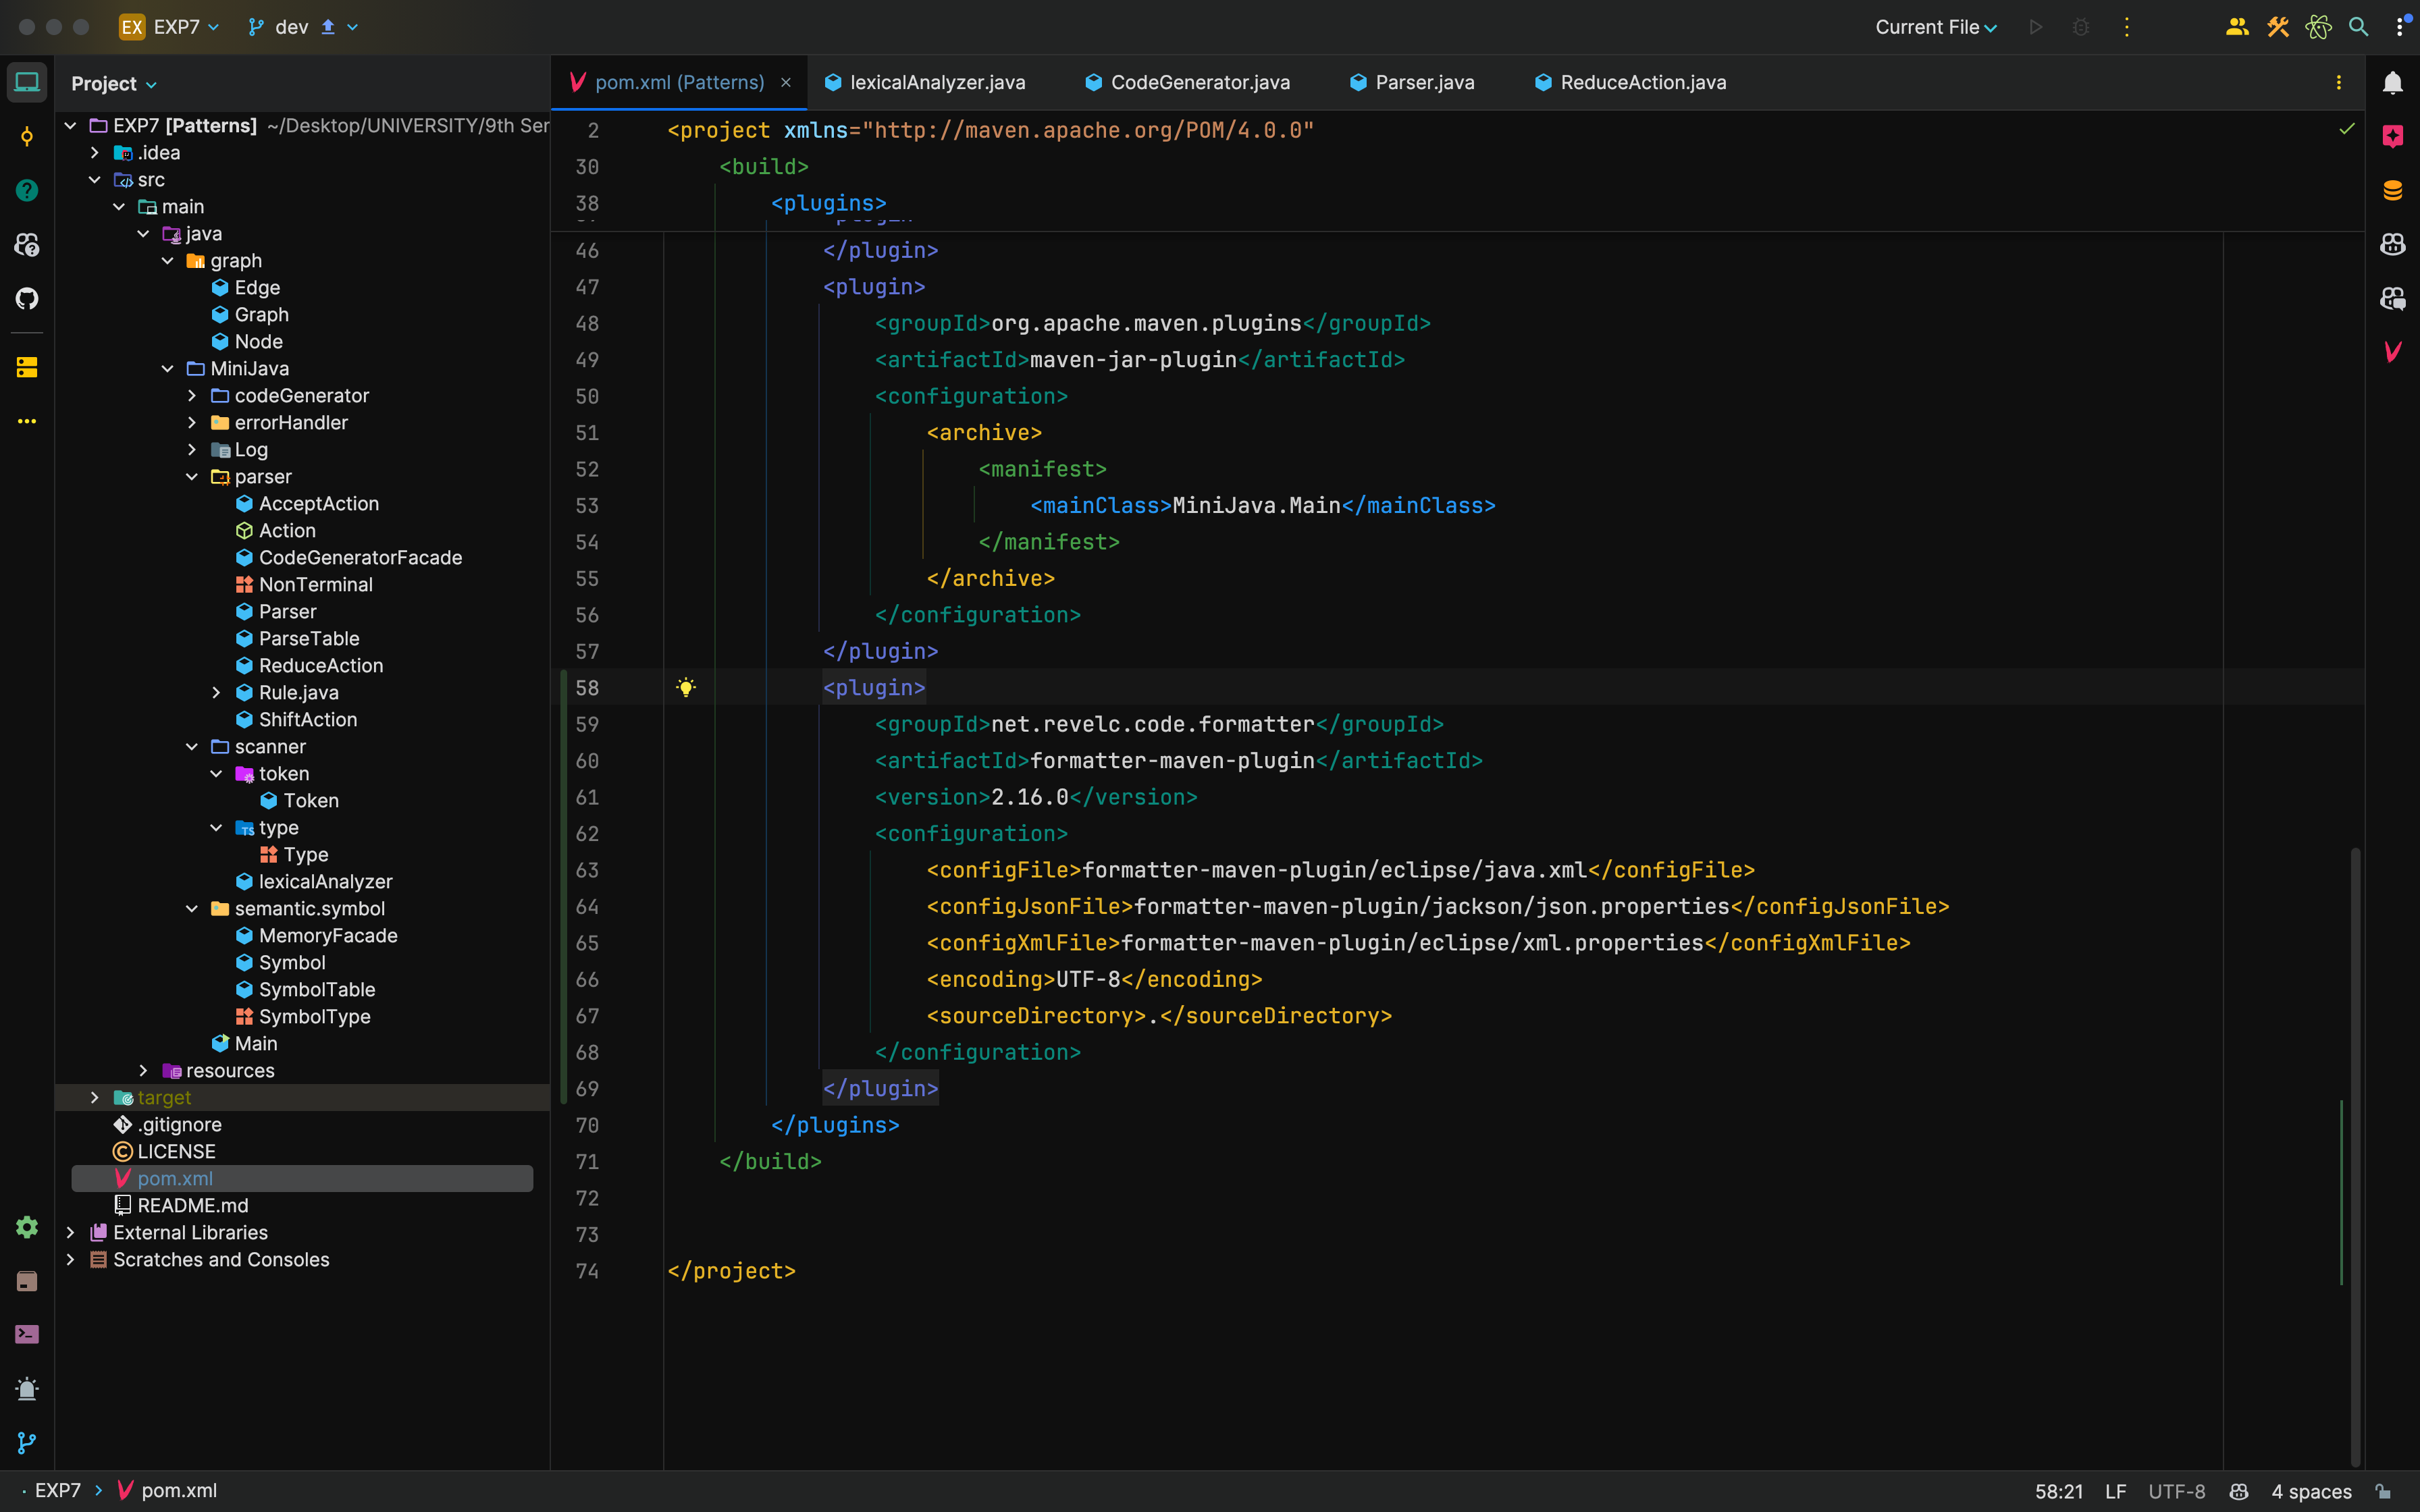 EX EXP7 dev Current File
Project
EXP7 [Patterns] ~/Desktop/UNIVERSITY/9th Ser
.idea
src
main
java
graph
Edge
Graph
Node
MiniJava
codeGenerator
errorHandler
Log
parser
AcceptAction
Action
CodeGeneratorFacade
NonTerminal
Parser
ParseTable
ReduceAction
Rule.java
ShiftAction
scanner
token
Token
TS type
Type
lexicalAnalyzer
semantic.symbol
MemoryFacade
Symbol
SymbolTable
SymbolType
Main
resources
target
.gitignore
LICENSE
pom.xml
README.md
External Libraries
Scratches and Consoles
pom.xml (Patterns) lexicalAnalyzer.java CodeGenerator.java Parser.java ReduceAction.java
2 <project xmlns="http://maven.apache.org/POM/4.0.0"
30 <build>
38 <plugins>
46 </plugin>
47 <plugin>
48 <groupId>org.apache.maven.plugins</groupId>
49 <artifactId>maven-jar-plugin</artifactId>
50 <configuration>
51 <archive>
52 <manifest>
53 <mainClass>MiniJava.Main</mainClass>
54 </manifest>
55 </archive>
56 </configuration>
57 </plugin>
58 <plugin>
59 <groupId>net.revelc.code.formatter</groupId>
60 <artifactId>formatter-maven-plugin</artifactId>
61 <version>2.16.0</version>
62 <configuration>
63 <configFile>formatter-maven-plugin/eclipse/java.xml</configFile>
64 <configJsonFile>formatter-maven-plugin/jackson/json.properties</configJsonFile>
65 <configXmlFile>formatter-maven-plugin/eclipse/xml.properties</configXmlFile>
66 <encoding>UTF-8</encoding>
67 <sourceDirectory>.</sourceDirectory>
68 </configuration>
69 </plugin>
70 </plugins>
71 </build>
72
73
74 </project>
EXP7 > pom.xml 58:21 LF UTF-8 4 spaces